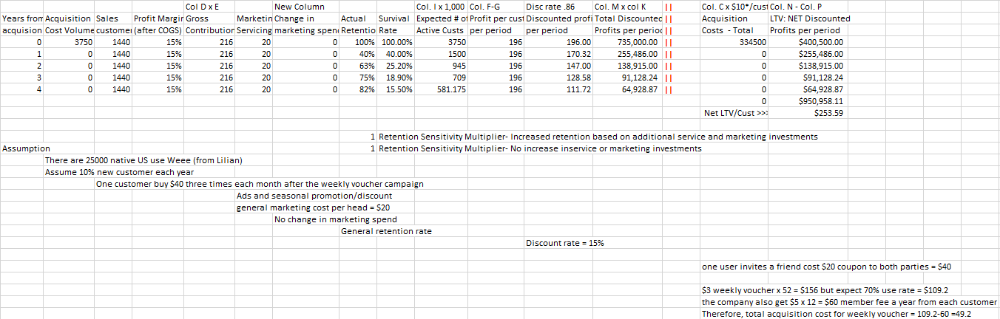 Col D x E New Column Col. I x 1,000 Col. F-G Disc rate .86 Col. M x col K || Col. C x $10*/cust Col. N - Col. P
Years from Acquisition Sales Profit Margin Gross Marketin Change in Actual Survival Expected # of Profit per cust Discounted profi Total Discounted || Acquisition LTV: NET Discounted
acquision Cost Volume customer (after COGS) Contribution Servicing marketing spen Retentio Rate Active Custs per period per period Profits per perioc || Costs - Total Profits per period
0 3750 1440 15% 216 20 0 100% 100.00% 3750 196 196.00 735,000.00 || 334500 $400,500.00
1 0 1440 15% 216 20 0 40% 40.00% 1500 196 170.32 255,486.00 || 0 $255,486.00
2 0 1440 15% 216 20 0 63% 25.20% 945 196 147.00 138,915.00 || 0 $138,915.00
3 0 1440 15% 216 20 0 75% 18.90% 709 196 128.58 91,128.24 || 0 $91,128.24
4 0 1440 15% 216 20 0 82% 15.50% 581.175 196 111.72 64,928.87 || 0 $64,928.87
0 $950,958.11
Net LTV/Cust >>> $253.59
1 Retention Sensitivity Multiplier- Increased retention based on additional service and marketing investments
Assumption 1 Retention Sensitivity Multiplier- No increase inservice or marketing investments
There are 25000 native US use Weee (from Lilian)
Assume 10% new customer each year
One customer buy $40 three times each month after the weekly voucher campaign
Ads and seasonal promotion/discount
general marketing cost per head = $20
No change in marketing spend
General retention rate
Discount rate = 15%
one user invites a friend cost $20 coupon to both parties = $40
$3 weekly voucher x 52 = $156 but expect 70% use rate = $109.2
the company also get $5 x 12 = $60 member fee a year from each customer
Therefore, total acquisition cost for weekly voucher = 109.2-60 =49.2